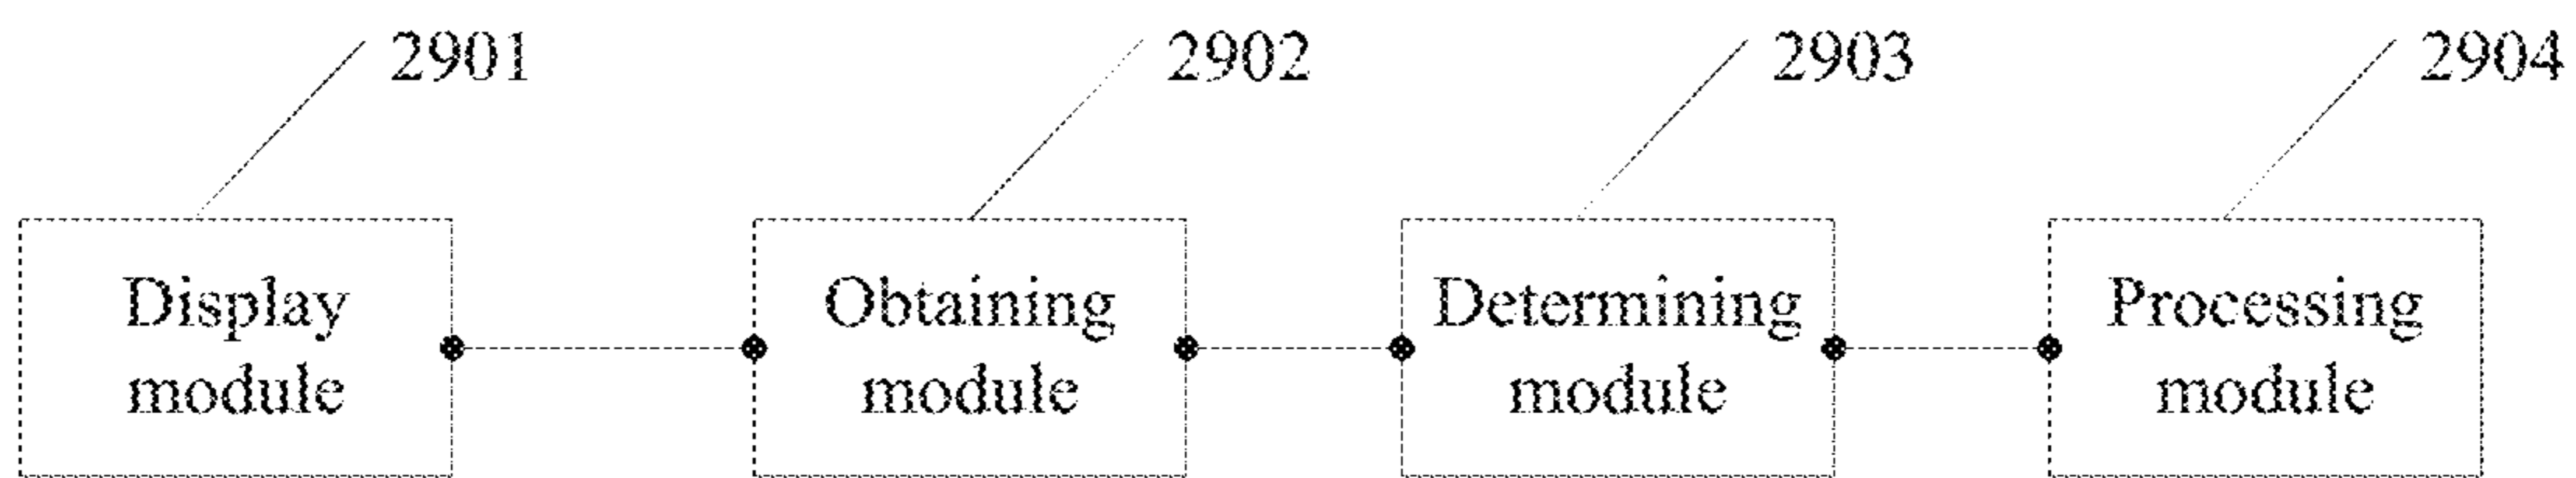 2901
2902
2903
2904
Display
module
Obtaining
module
Determining
module
Processing
module